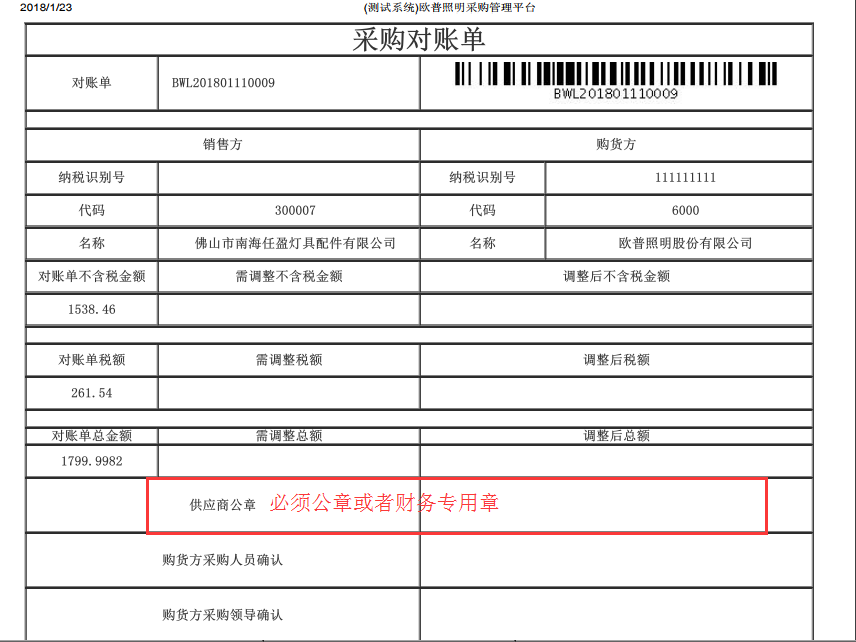 2018/1/23 (测试系统)欧普照明采购管理平台
采购对账单
对账单 BWL201801110009 BWL201801110009
销售方 购货方
纳税识别号 纳税识别号 111111111
代码 300007 代码 6000
名称 佛山市南海任盈灯具配件有限公司 名称 欧普照明股份有限公司
对账单不含税金额 需调整不含税金额 调整后不含税金额
1538.46
对账单税额 需调整税额 调整后税额
261.54
对账单总金额 需调整总额 调整后总额
1799.9982
供应商公章 必须公章或者财务专用章
购货方采购人员确认
购货方采购领导确认